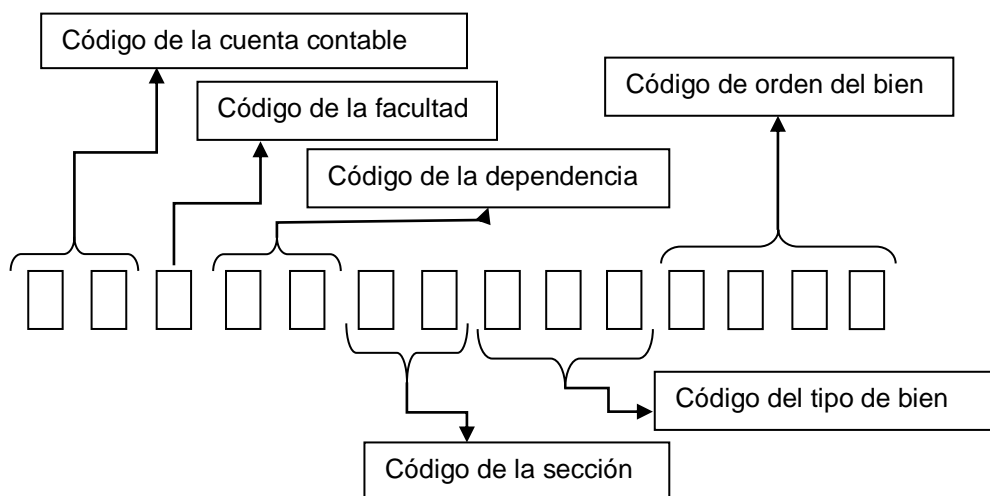 Código de la cuenta contable
Código de orden del bien
Código de la facultad
Código de la dependencia
Código del tipo de bien
Código de la sección